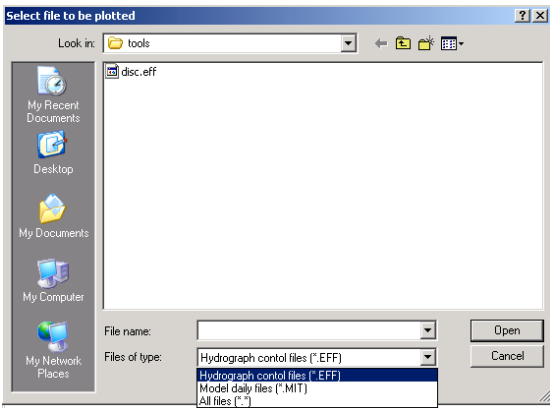 Select file to be plotted
Look in:
tools
disc.eff
My Recent
Documents
Desktop
My Documents
My Computer
My Network
Places
File name:
Open
Files of type:
Hydrograph contol files (*.EFF)
Cancel
Hydrograph contol files (*.EFF)
Model daily files (*.MIT)
All files (*.*)